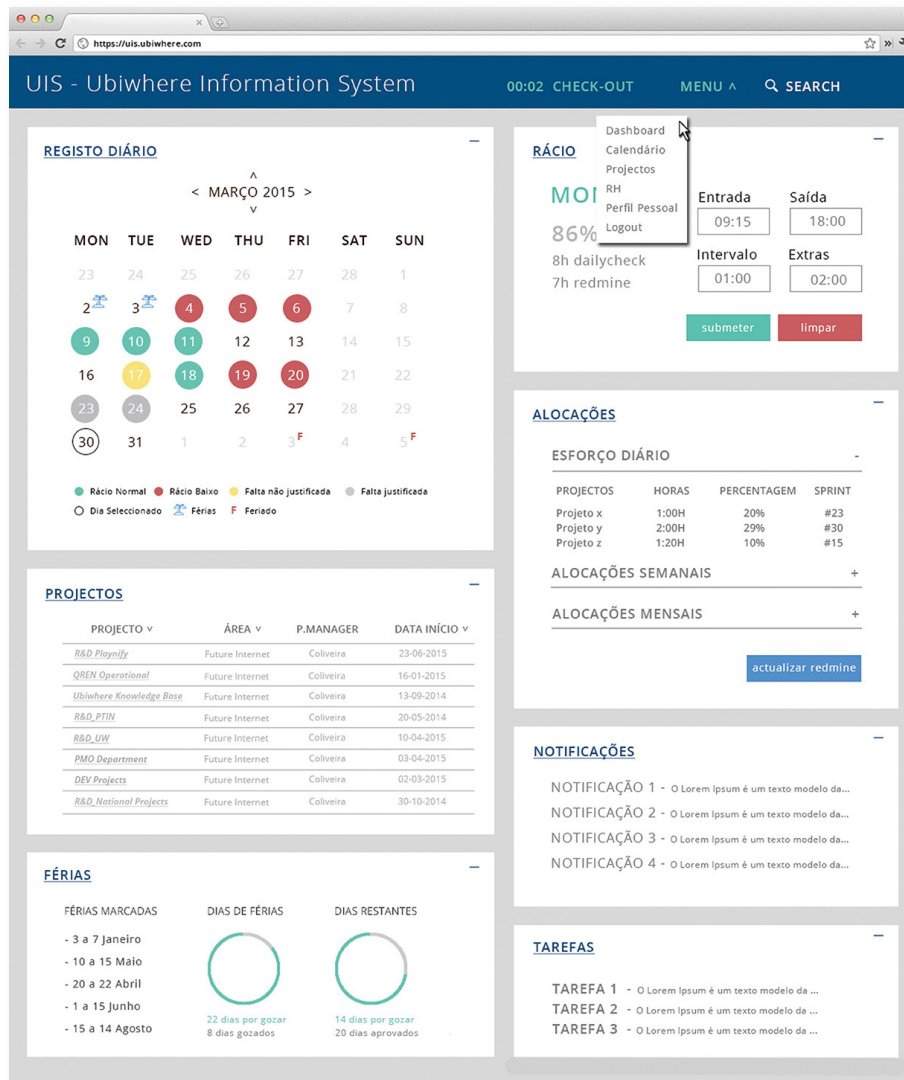 https://uis.ubiwhere.com
UIS - Ubiwhere Information System
00:02 CHECK-OUT
MENU
SEARCH
Dashboard
Calendário
Projectos
RH
Perfil Pessoal
Logout
REGISTO DIÁRIO
< MARÇO 2015 >
MON TUE WED THU FRI SAT SUN
23 24 25 26 27 28 1
2 3 4 5 6 7 8
9 10 11 12 13 14 15
16 17 18 19 20 21 22
23 24 25 26 27 28 29
30 31 1 2 3 F 4 5 F
Rácio Normal Rácio Baixo Falta não justificada Falta justificada
Dia Seleccionado Férias F Feriado
RÁCIO
86%
8h dailycheck
7h redmine
Entrada Saída
09:15 18:00
Intervalo Extras
01:00 02:00
submeter limpar
ALOCAÇÕES
ESFORÇO DIÁRIO -
PROJECTOS HORAS PERCENTAGEM SPRINT
Projeto x 1:00H 20% #23
Projeto y 2:00H 29% #30
Projeto z 1:20H 10% #15
ALOCAÇÕES SEMANAIS +
ALOCAÇÕES MENSAIS +
actualizar redmine
PROJECTOS
PROJECTO ÁREA P.MANAGER DATA INÍCIO
R&D Playnify Future Internet Coliveira 23-06-2015
QREN Operational Future Internet Coliveira 16-01-2015
Ubiwhere Knowledge Base Future Internet Coliveira 13-09-2014
R&D_PTIN Future Internet Coliveira 20-05-2014
R&D_UW Future Internet Coliveira 10-04-2015
PMO Department Future Internet Coliveira 03-04-2015
DEV Projects Future Internet Coliveira 02-03-2015
R&D_National Projects Future Internet Coliveira 30-10-2014
NOTIFICAÇÕES
NOTIFICAÇÃO 1 - O Lorem Ipsum é um texto modelo da...
NOTIFICAÇÃO 2 - O Lorem Ipsum é um texto modelo da...
NOTIFICAÇÃO 3 - O Lorem Ipsum é um texto modelo da...
NOTIFICAÇÃO 4 - O Lorem Ipsum é um texto modelo da...
FÉRIAS
FÉRIAS MARCADAS
- 3 a 7 Janeiro
- 10 a 15 Maio
- 20 a 22 Abril
- 1 a 15 Junho
- 15 a 14 Agosto
DIAS DE FÉRIAS
22 dias por gozar
8 dias gozados
DIAS RESTANTES
14 dias por gozar
20 dias aprovados
TAREFAS
TAREFA 1 - O Lorem Ipsum é um texto modelo da ...
TAREFA 2 - O Lorem Ipsum é um texto modelo da ...
TAREFA 3 - O Lorem Ipsum é um texto modelo da ...